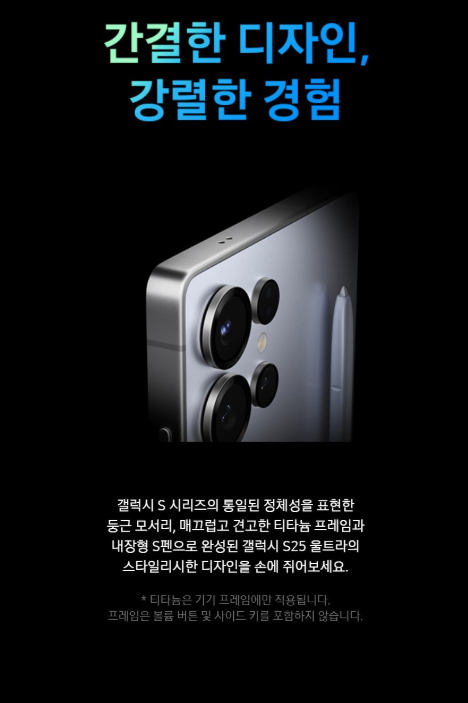 간결한 디자인,
강렬한 경험
갤럭시 S 시리즈의 통일된 정체성을 표현한
둥근 모서리, 매끄럽고 견고한 티타늄 프레임과
내장형 S펜으로 완성된 갤럭시 S25 울트라의
스타일리시한 디자인을 손에 쥐어보세요.
* 티타늄은 기기 프레임에만 적용됩니다.
프레임은 볼륨 버튼 및 사이드 키를 포함하지 않습니다.